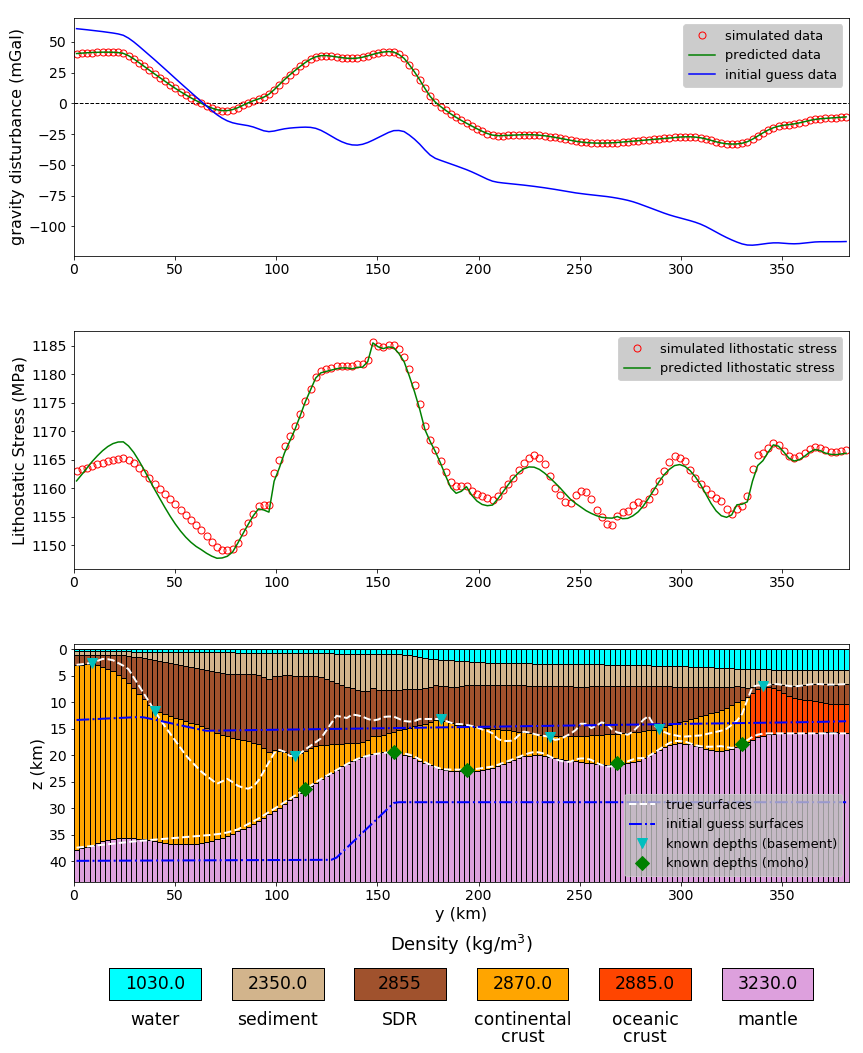 gravity disturbance (mGal)
50
25
0
−25
−50
−75
−100
simulated data
predicted data
initial guess data
0 50 100 150 200 250 300 350
Lithostatic Stress (MPa)
1185
1180
1175
1170
1165
1160
1155
1150
simulated lithostatic stress
predicted lithostatic stress
0 50 100 150 200 250 300 350
z (km)
0
5
10
15
20
25
30
35
40
true surfaces
initial guess surfaces
known depths (basement)
known depths (moho)
0 50 100 150 200 250 300 350
y (km)
Density (kg/m³)
1030.0 2350.0 2855 2870.0 2885.0 3230.0
water sediment SDR continental oceanic mantle
crust crust